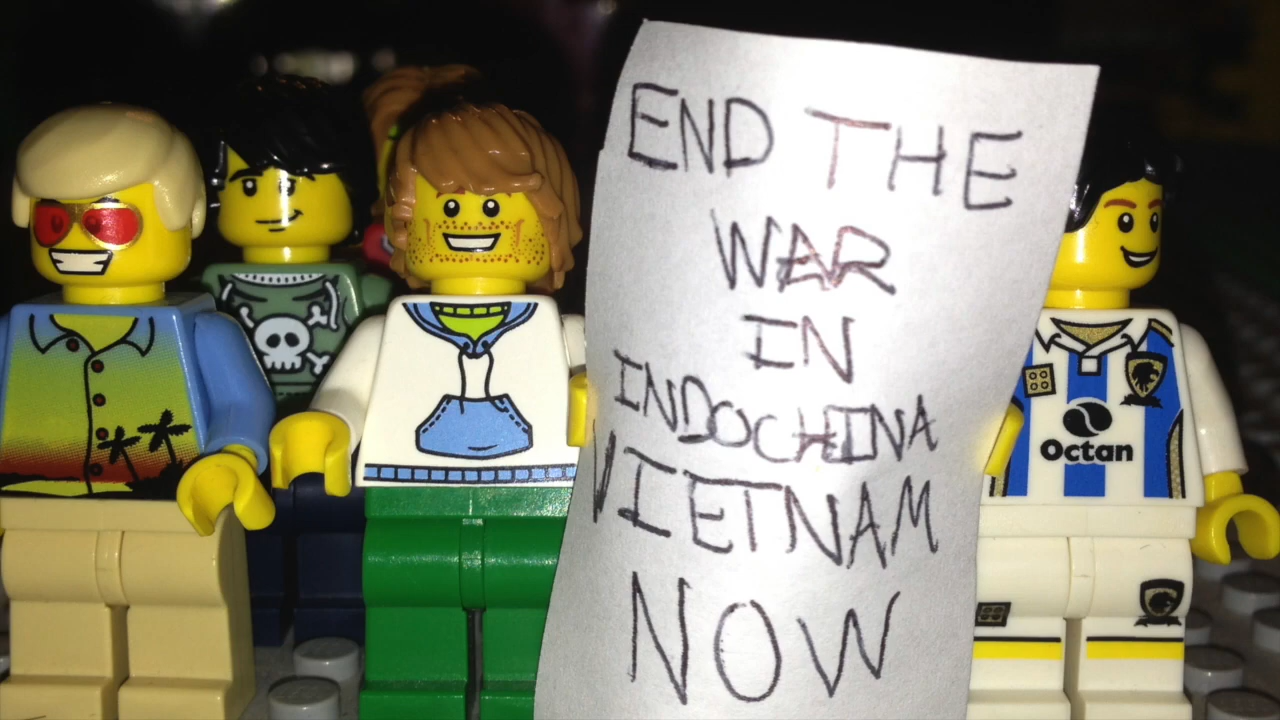 END THE
WAR
IN
INDOCHINA
VIETNAM
NOW
Octan